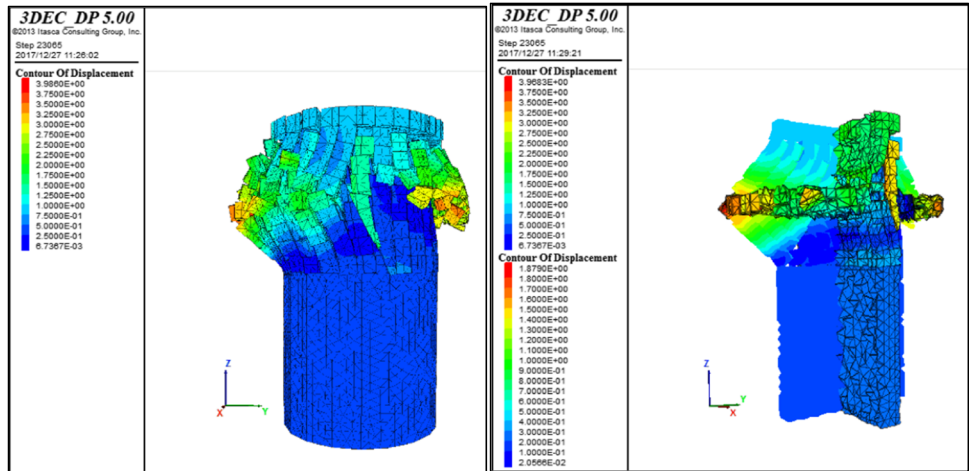 3DEC_DP 5.00
©2013 Itasca Consulting Group, Inc.
Step 23065
2017/12/27 11:26:02
Contour Of Displacement
3.9860E+00
3.7500E+00
3.5000E+00
3.2500E+00
3.0000E+00
2.7500E+00
2.5000E+00
2.2500E+00
2.0000E+00
1.7500E+00
1.5000E+00
1.2500E+00
1.0000E+00
7.5000E-01
5.0000E-01
2.5000E-01
6.7367E-03
Z
X
Y
3DEC_DP 5.00
©2013 Itasca Consulting Group, Inc.
Step 23065
2017/12/27 11:29:21
Contour Of Displacement
3.9683E+00
3.7500E+00
3.5000E+00
3.2500E+00
3.0000E+00
2.7500E+00
2.5000E+00
2.2500E+00
2.0000E+00
1.7500E+00
1.5000E+00
1.2500E+00
1.0000E+00
7.5000E-01
5.0000E-01
2.5000E-01
6.7367E-03
Contour Of Displacement
1.8790E+00
1.8000E+00
1.7000E+00
1.6000E+00
1.5000E+00
1.4000E+00
1.3000E+00
1.2000E+00
1.1000E+00
1.0000E+00
9.0000E-01
8.0000E-01
7.0000E-01
6.0000E-01
5.0000E-01
4.0000E-01
3.0000E-01
2.0000E-01
1.0000E-01
2.0566E-02
Z
Y
X